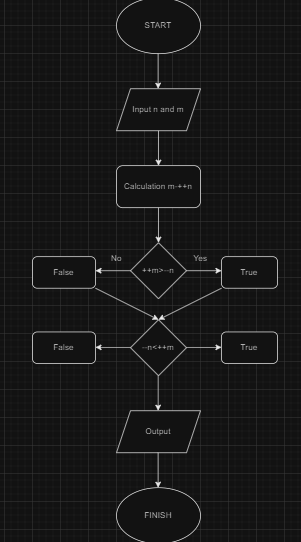 START
Input n and m
Calculation m-++n
No
Yes
False
++m>--n
True
False
--n<++m
True
Output
FINISH